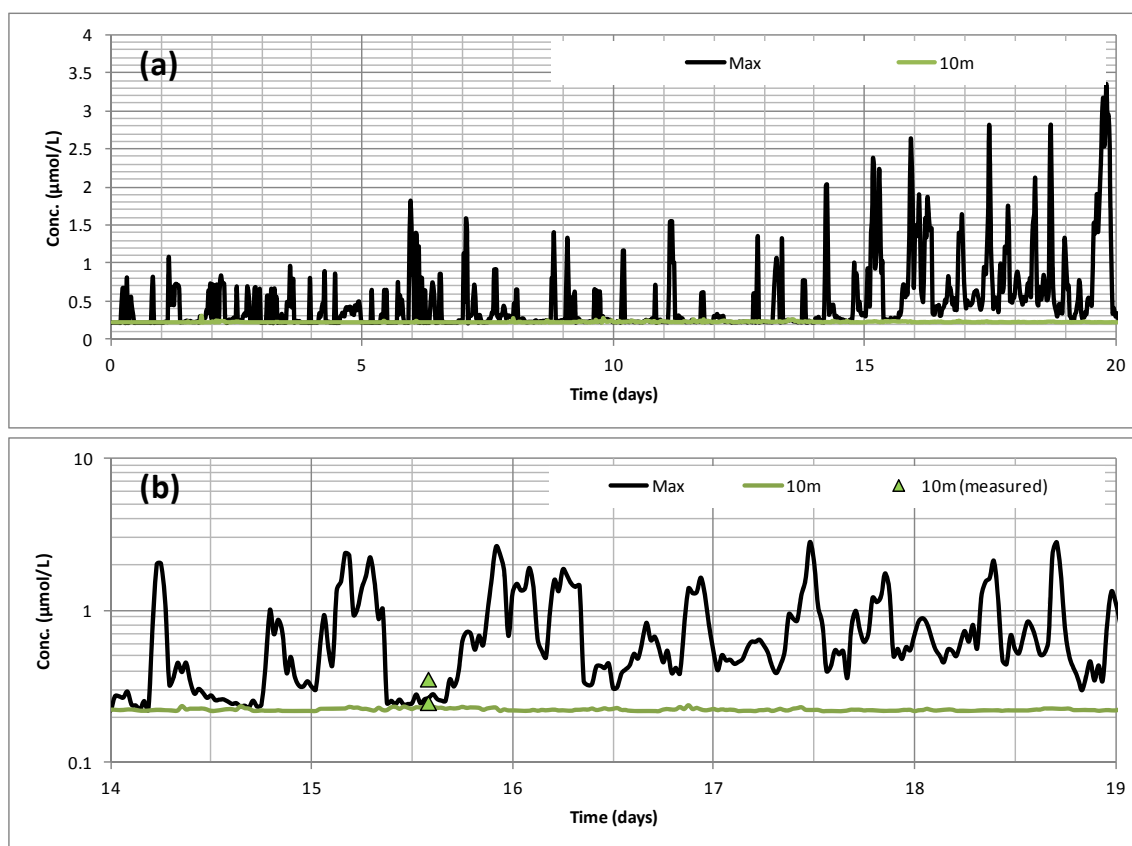 (a)
Max 10m
Conc. (µmol/L)
4
3.5
3
2.5
2
1.5
1
0.5
0
0 5 10 15 20
Time (days)
(b)
Max 10m 10m (measured)
Conc. (µmol/L)
10
1
0.1
14 15 16 17 18 19
Time (days)